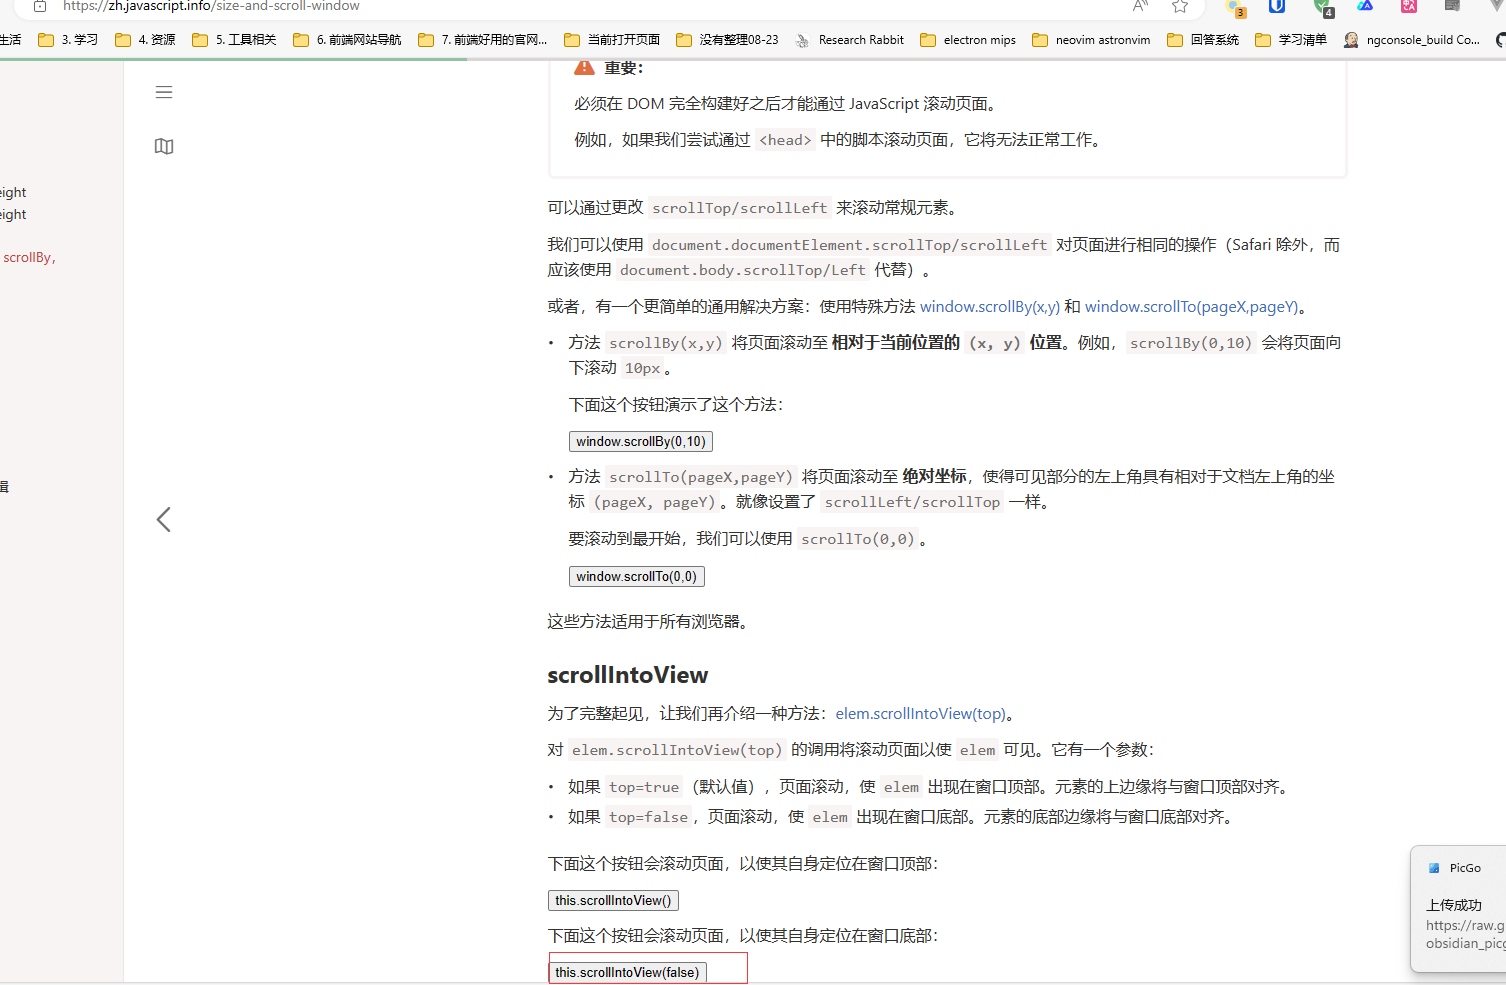 https://zh.javascript.info/size-and-scroll-window
3
4
生活
3. 学习
4. 资源
5. 工具相关
6. 前端网站导航
7. 前端好用的官网...
当前打开页面
没有整理08-23
Research Rabbit
electron mips
neovim astronvim
回答系统
学习清单
ngconsole_build Co...
eight
eight
scrollBy,
辑
重要：
必须在 DOM 完全构建好之后才能通过 JavaScript 滚动页面。
例如，如果我们尝试通过 <head> 中的脚本滚动页面，它将无法正常工作。
可以通过更改 scrollTop/scrollLeft 来滚动常规元素。
我们可以使用 document.documentElement.scrollTop/scrollLeft 对页面进行相同的操作（Safari 除外，而
应该使用 document.body.scrollTop/Left 代替）。
或者，有一个更简单的通用解决方案：使用特殊方法 window.scrollBy(x,y) 和 window.scrollTo(pageX,pageY)。
• 方法 scrollBy(x,y) 将页面滚动至 相对于当前位置的 (x, y) 位置。例如，scrollBy(0,10) 会将页面向
下滚动 10px。
下面这个按钮演示了这个方法：
window.scrollBy(0,10)
• 方法 scrollTo(pageX,pageY) 将页面滚动至 绝对坐标，使得可见部分的左上角具有相对于文档左上角的坐
标 (pageX, pageY)。就像设置了 scrollLeft/scrollTop 一样。
要滚动到最开始，我们可以使用 scrollTo(0,0)。
window.scrollTo(0,0)
这些方法适用于所有浏览器。
scrollIntoView
为了完整起见，让我们再介绍一种方法：elem.scrollIntoView(top)。
对 elem.scrollIntoView(top) 的调用将滚动页面以使 elem 可见。它有一个参数：
• 如果 top=true（默认值），页面滚动，使 elem 出现在窗口顶部。元素的上边缘将与窗口顶部对齐。
• 如果 top=false，页面滚动，使 elem 出现在窗口底部。元素的底部边缘将与窗口底部对齐。
下面这个按钮会滚动页面，以使其自身定位在窗口顶部：
this.scrollIntoView()
下面这个按钮会滚动页面，以使其自身定位在窗口底部：
this.scrollIntoView(false)
PicGo
上传成功
https://raw.g
obsidian_picg